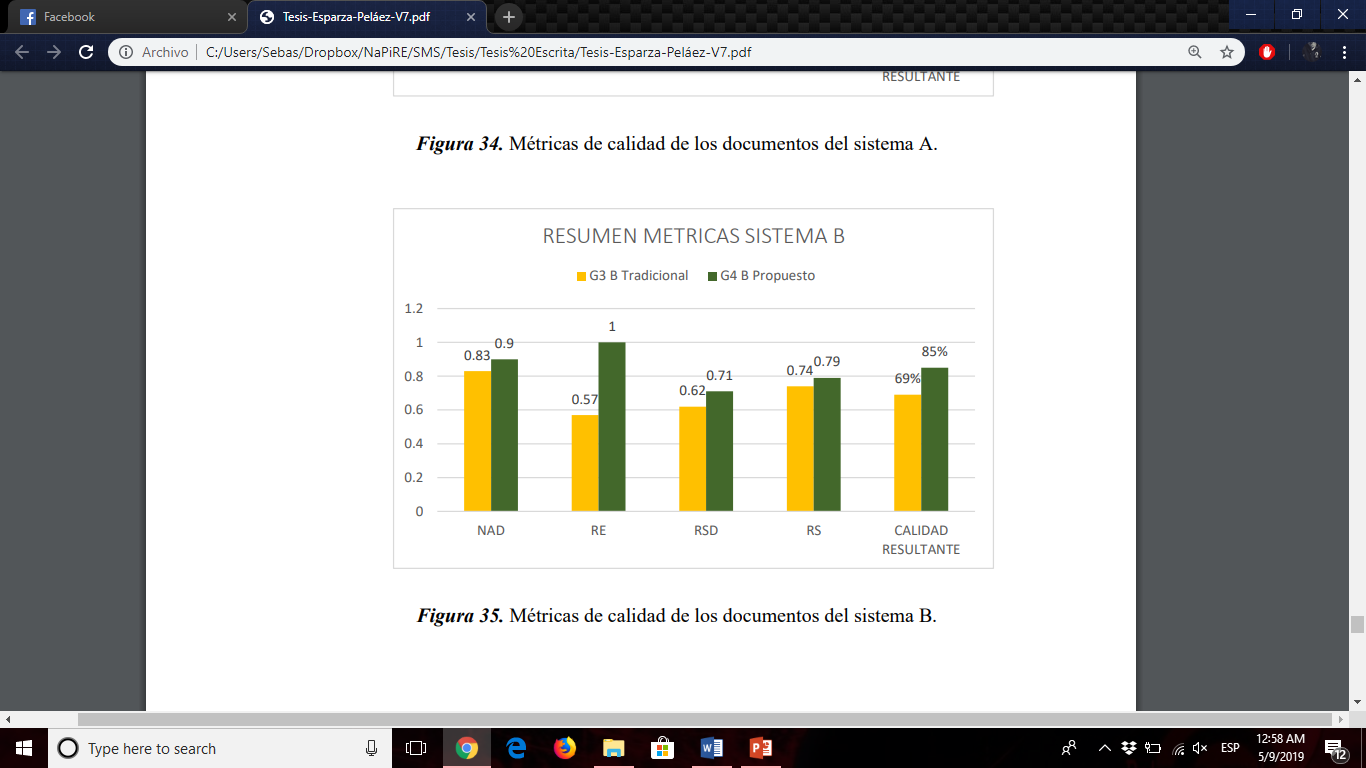 Facebook
Tesis-Esparza-Peláez-V7.pdf
Archivo
C:/Users/Sebas/Dropbox/NaPiRE/SMS/Tesis/Tesis%20Escrita/Tesis-Esparza-Peláez-V7.pdf
RESULTANTE
Figura 34. Métricas de calidad de los documentos del sistema A.
RESUMEN METRICAS SISTEMA B
G3 B Tradicional G4 B Propuesto
1.2
1
0.8
0.6
0.4
0.2
0
0.83 0.9
0.57 1
0.62 0.71
0.74 0.79
69% 85%
NAD RE RSD RS CALIDAD
RESULTANTE
Figura 35. Métricas de calidad de los documentos del sistema B.
Type here to search
ESP
12:58 AM
5/9/2019
12